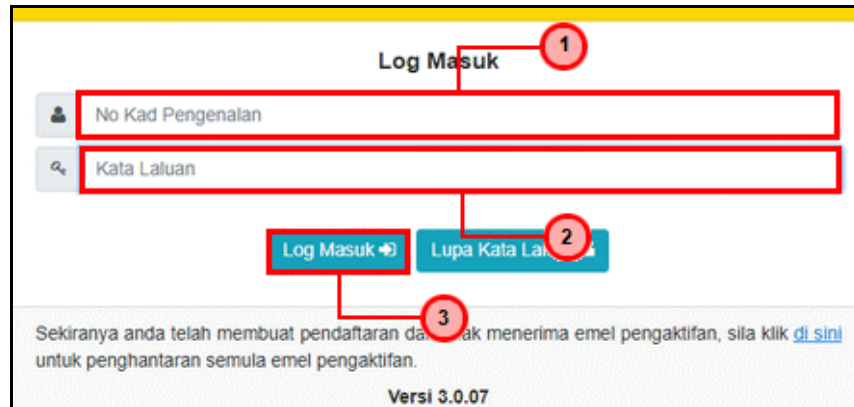 Log Masuk
1
No Kad Pengenalan
Kata Laluan
Log Masuk
Lupa Kata
2
3
Sekiranya anda telah membuat pendaftaran menerima emel pengaktifan, sila klik di sini
untuk penghantaran semula emel pengaktifan.
Versi 3.0.07